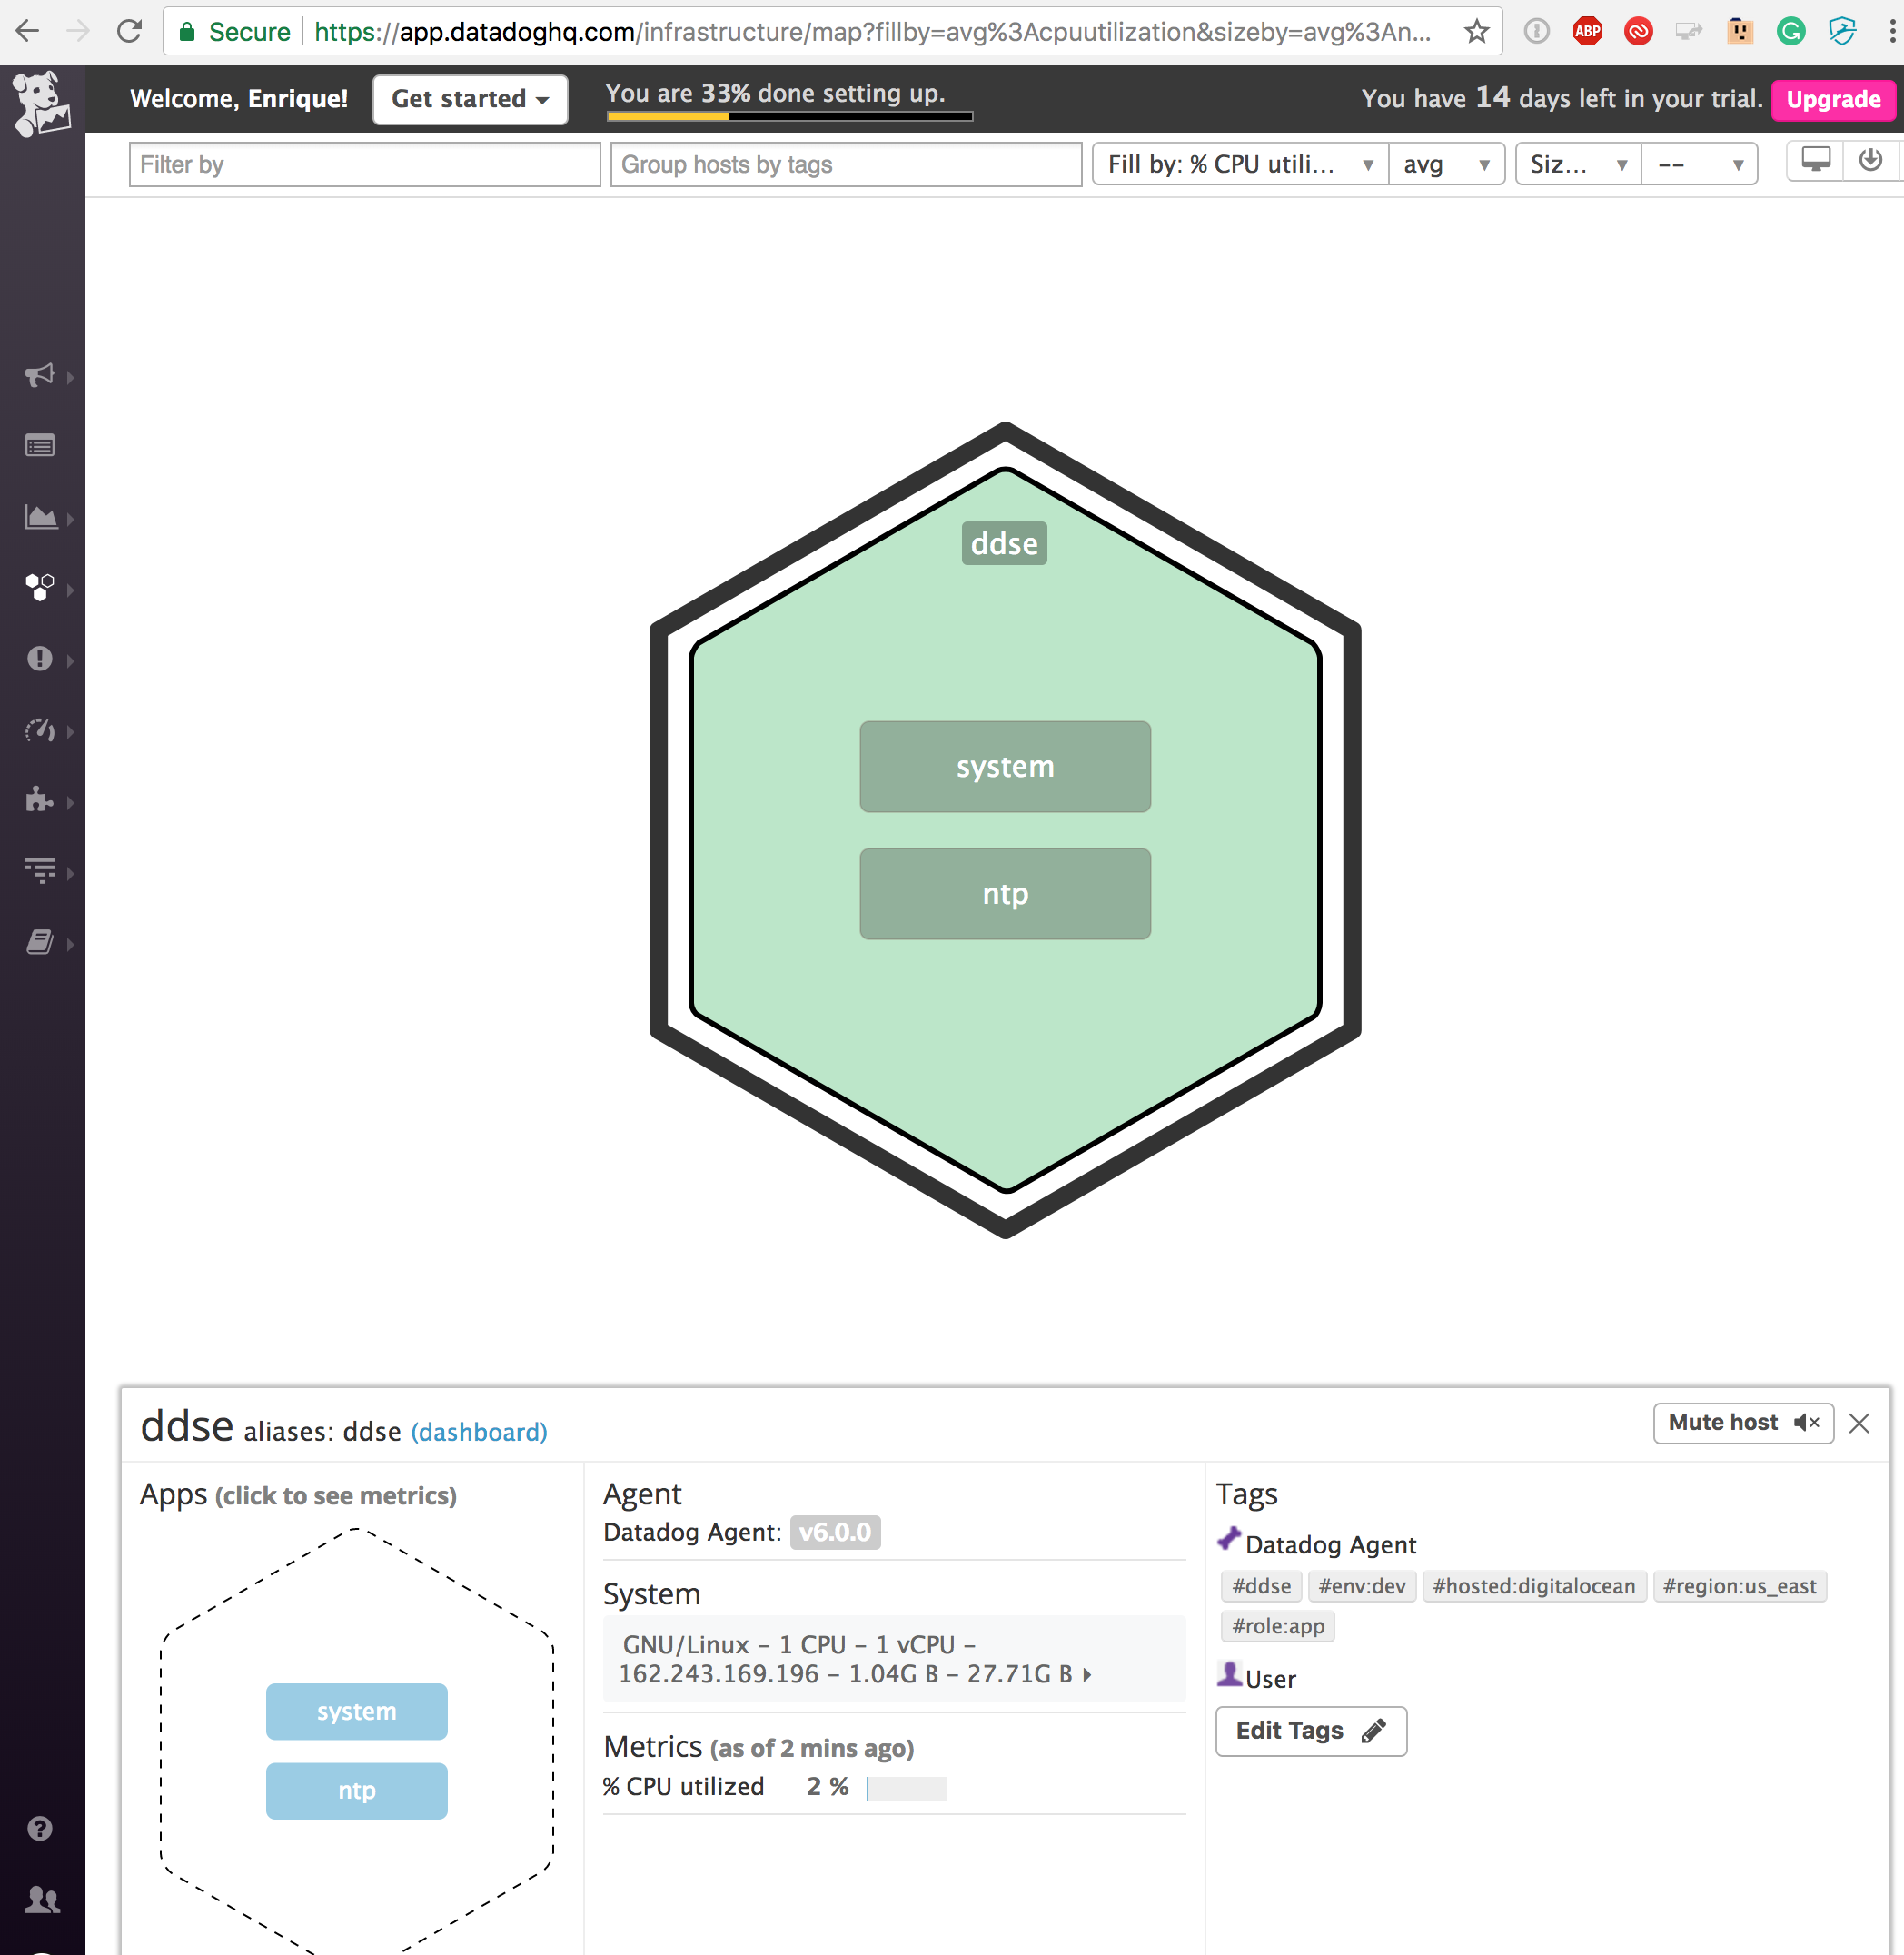 Secure https://app.datadoghq.com/infrastructure/map?fillby=avg%3Acpuutilization&sizeby=avg%3An...
ABP
Welcome, Enrique! Get started You are 33% done setting up. You have 14 days left in your trial. Upgrade
Filter by Group hosts by tags Fill by: % CPU utili... avg Siz... --
ddse
system
ntp
ddse aliases: ddse (dashboard) Mute host
Apps (click to see metrics)
system
ntp
Agent
Datadog Agent: v6.0.0
System
GNU/Linux – 1 CPU – 1 vCPU –
162.243.169.196 – 1.04G B – 27.71G B
Metrics (as of 2 mins ago)
% CPU utilized 2 %
Tags
Datadog Agent
#ddse #env:dev #hosted:digitalocean #region:us_east
#role:app
User
Edit Tags